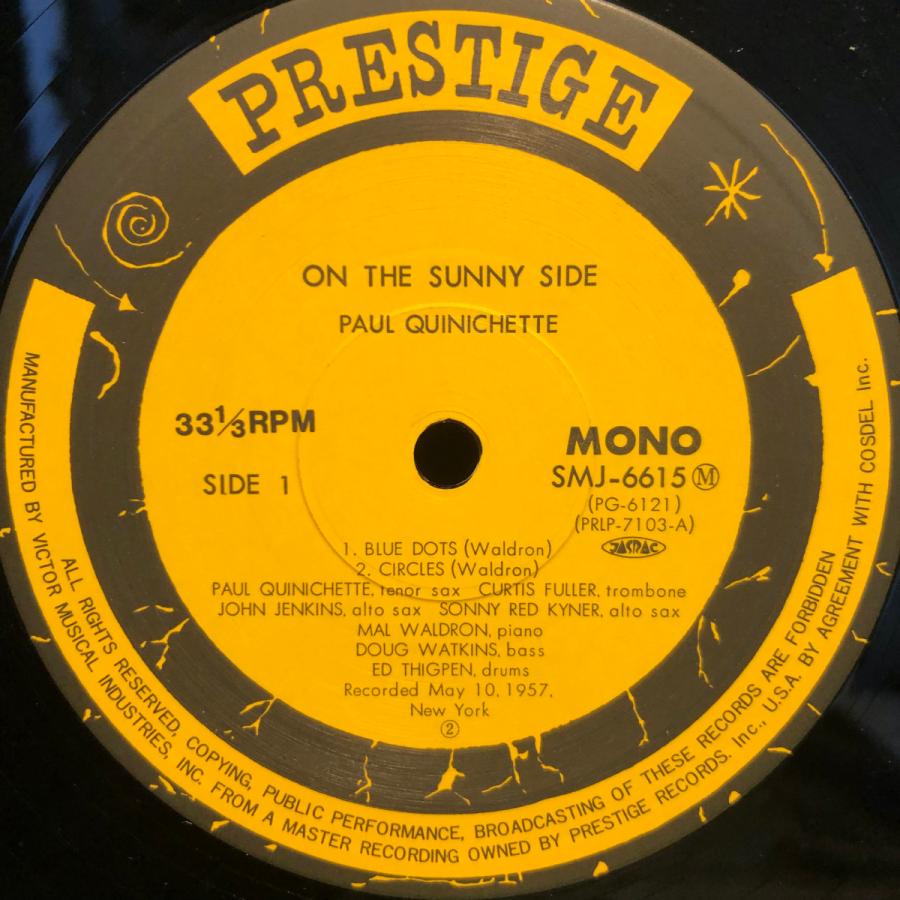 PRESTIGE
ON THE SUNNY SIDE
PAUL QUINICHETTE
33⅓RPM
SIDE 1
MONO
SMJ-6615Ⓜ
(PG-6121)
(PRLP-7103-A)
JASRAC
1. BLUE DOTS (Waldron)
2. CIRCLES (Waldron)
PAUL QUINICHETTE, tenor sax CURTIS FULLER, trombone
JOHN JENKINS, alto sax SONNY RED KYNER, alto sax
MAL WALDRON, piano
DOUG WATKINS, bass
ED THIGPEN, drums
Recorded May 10, 1957,
New York
②
ALL RIGHTS RESERVED, COPYING, PUBLIC PERFORMANCE, BROADCASTING OF THESE RECORDS ARE FORBIDDEN
MANUFACTURED BY VICTOR MUSICAL INDUSTRIES, INC. FROM A MASTER RECORDING OWNED BY PRESTIGE RECORDS. Inc., U.S.A. BY AGREEMENT WITH COSDEL Inc.